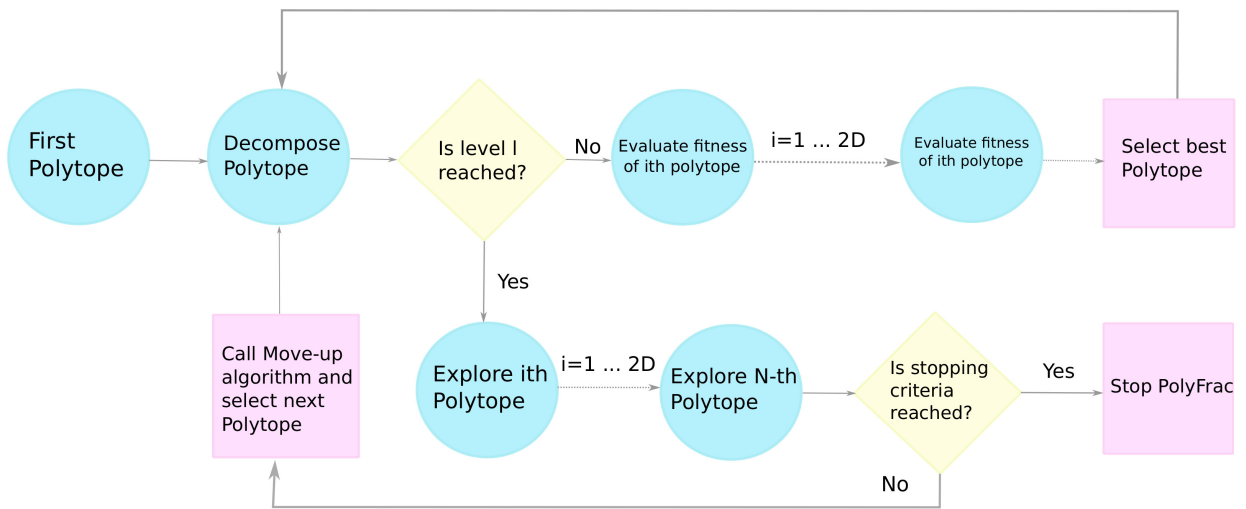 First
Polytope
Decompose
Polytope
Is level l
reached?
No
Evaluate fitness
of ith polytope
i=1 ... 2D
Evaluate fitness
of ith polytope
Select best
Polytope
Yes
Call Move-up
algorithm and
select next
Polytope
Explore ith
Polytope
i=1 ... 2D
Explore N-th
Polytope
Is stopping
criteria
reached?
Yes
Stop PolyFrac
No